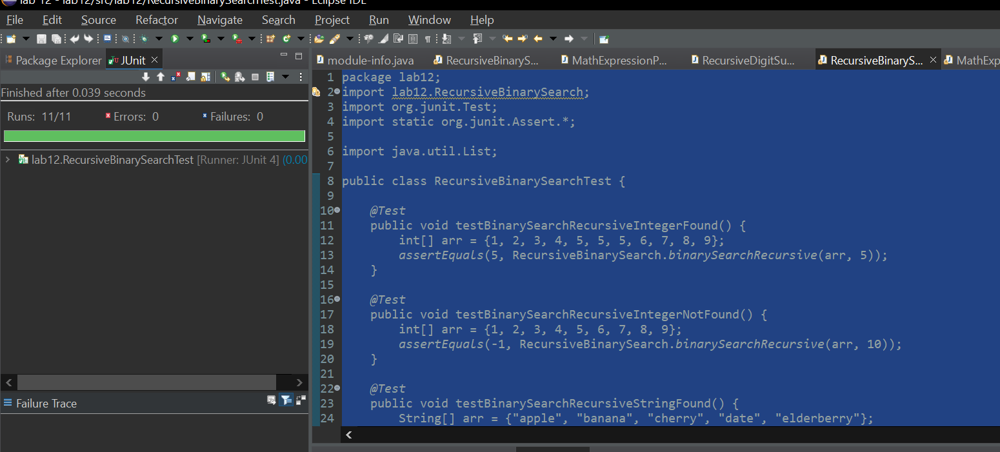 lab 12 - lab12/src/lab12/RecursiveBinarySearchTest.java - Eclipse IDE
File Edit Source Refactor Navigate Search Project Run Window Help
Package Explorer JUnit
module-info.java RecursiveBinaryS... MathExpressionP... RecursiveDigitSu... RecursiveBinaryS... MathExp
Finished after 0.039 seconds
Runs: 11/11 Errors: 0 Failures: 0
lab12.RecursiveBinarySearchTest [Runner: JUnit 4] (0.00
Failure Trace
1 package lab12;
2 import lab12.RecursiveBinarySearch;
3 import org.junit.Test;
4 import static org.junit.Assert.*;
5
6 import java.util.List;
7
8 public class RecursiveBinarySearchTest {
9
10 @Test
11 public void testBinarySearchRecursiveIntegerFound() {
12 int[] arr = {1, 2, 3, 4, 5, 5, 5, 6, 7, 8, 9};
13 assertEquals(5, RecursiveBinarySearch.binarySearchRecursive(arr, 5));
14 }
15
16 @Test
17 public void testBinarySearchRecursiveIntegerNotFound() {
18 int[] arr = {1, 2, 3, 4, 5, 6, 7, 8, 9};
19 assertEquals(-1, RecursiveBinarySearch.binarySearchRecursive(arr, 10));
20 }
21
22 @Test
23 public void testBinarySearchRecursiveStringFound() {
24 String[] arr = {"apple", "banana", "cherry", "date", "elderberry"};